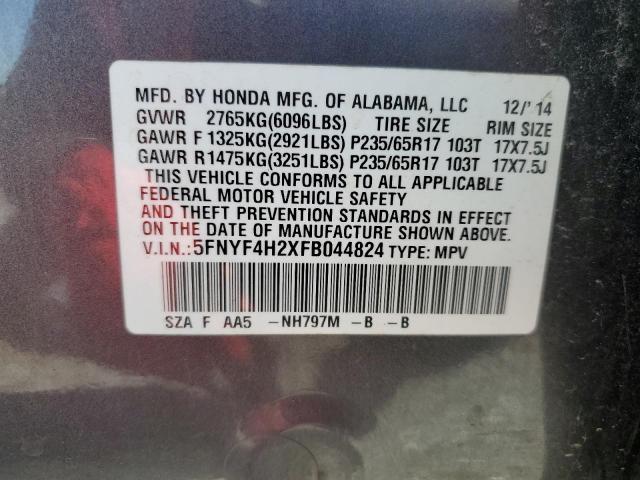 MFD. BY HONDA MFG. OF ALABAMA, LLC 12/'14
GVWR 2765KG(6096LBS) TIRE SIZE RIM SIZE
GAWR F 1325KG(2921LBS) P235/65R17 103T 17X7.5J
GAWR R1475KG(3251LBS) P235/65R17 103T 17X7.5J
THIS VEHICLE CONFORMS TO ALL APPLICABLE
FEDERAL MOTOR VEHICLE SAFETY
AND THEFT PREVENTION STANDARDS IN EFFECT
ON THE DATE OF MANUFACTURE SHOWN ABOVE.
V.I.N.: 5FNYF4H2XFB044824 TYPE: MPV
SZA F AA5 -NH797M -B -B